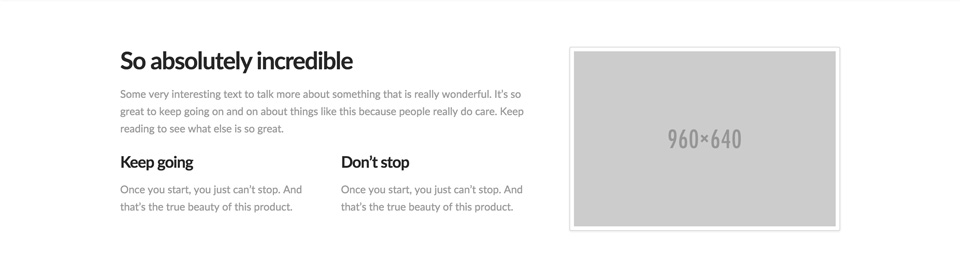 So absolutely incredible
Some very interesting text to talk more about something that is really wonderful. It's so
great to keep going on and on about things like this because people really do care. Keep
reading to see what else is so great.
Keep going
Once you start, you just can't stop. And
that's the true beauty of this product.
Don't stop
Once you start, you just can't stop. And
that's the true beauty of this product.
960×640